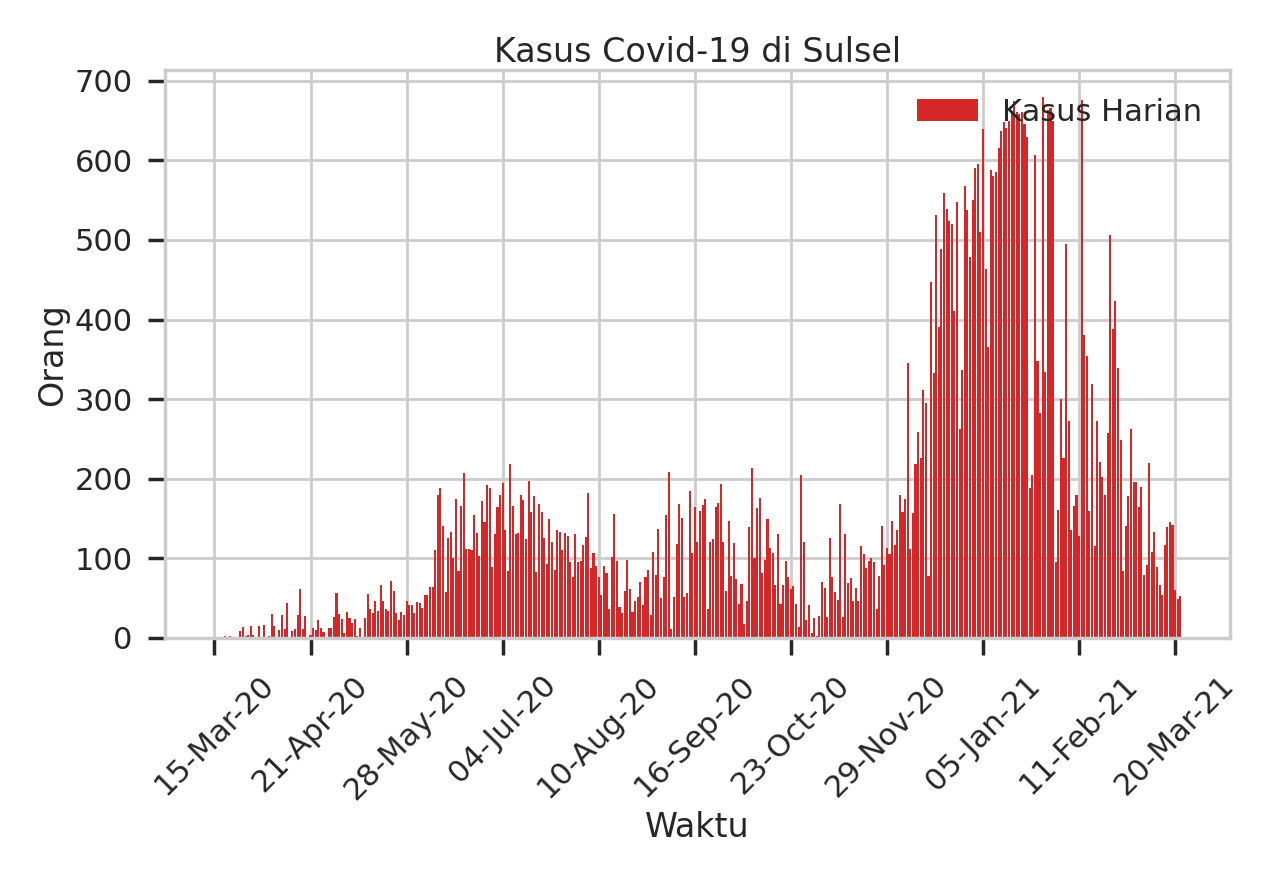 Kasus Covid-19 di Sulsel
Kasus Harian
Orang
700
600
500
400
300
200
100
0
15-Mar-20
21-Apr-20
28-May-20
04-Jul-20
10-Aug-20
16-Sep-20
23-Oct-20
29-Nov-20
05-Jan-21
11-Feb-21
20-Mar-21
Waktu